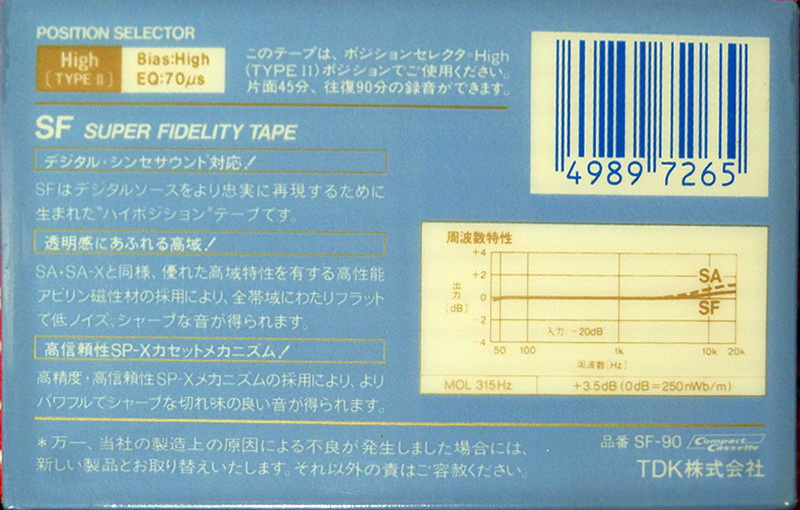 POSITION SELECTOR
High
(TYPE II)
Bias:High
EQ:70μs
このテープは、ポジションセレクタ=High
(TYPE II)ポジションでご使用ください。
片面45分、往復90分の録音ができます。
4989 7265
SF SUPER FIDELITY TAPE
デジタル・シンセサウンド対応!
SFはデジタルソースをより忠実に再現するために
生まれた"ハイポジション"テープです。
透明感にあふれる高域!
SA・SA-Xと同様、優れた高域特性を有する高性能
アビリン磁性材の採用により、全帯域にわたりフラット
で低ノイズ、シャープな音が得られます。
高信頼性SP-Xカセットメカニズム!
高精度・高信頼性SP-Xメカニズムの採用により、より
パワフルでシャープな切れ味の良い音が得られます。
周波数特性
+4
+2
0
-2
-4
出力
(dB)
SA
SF
入力 -20dB
50 100 1k 10k 20k
周波数(Hz)
MOL 315Hz +3.5dB(0dB=250nWb/m)
*万一、当社の製造上の原因による不良が発生しました場合には、
新しい製品とお取り替えいたします。それ以外の責はご容赦ください。
品番 SF-90 Compact Cassette
TDK株式会社